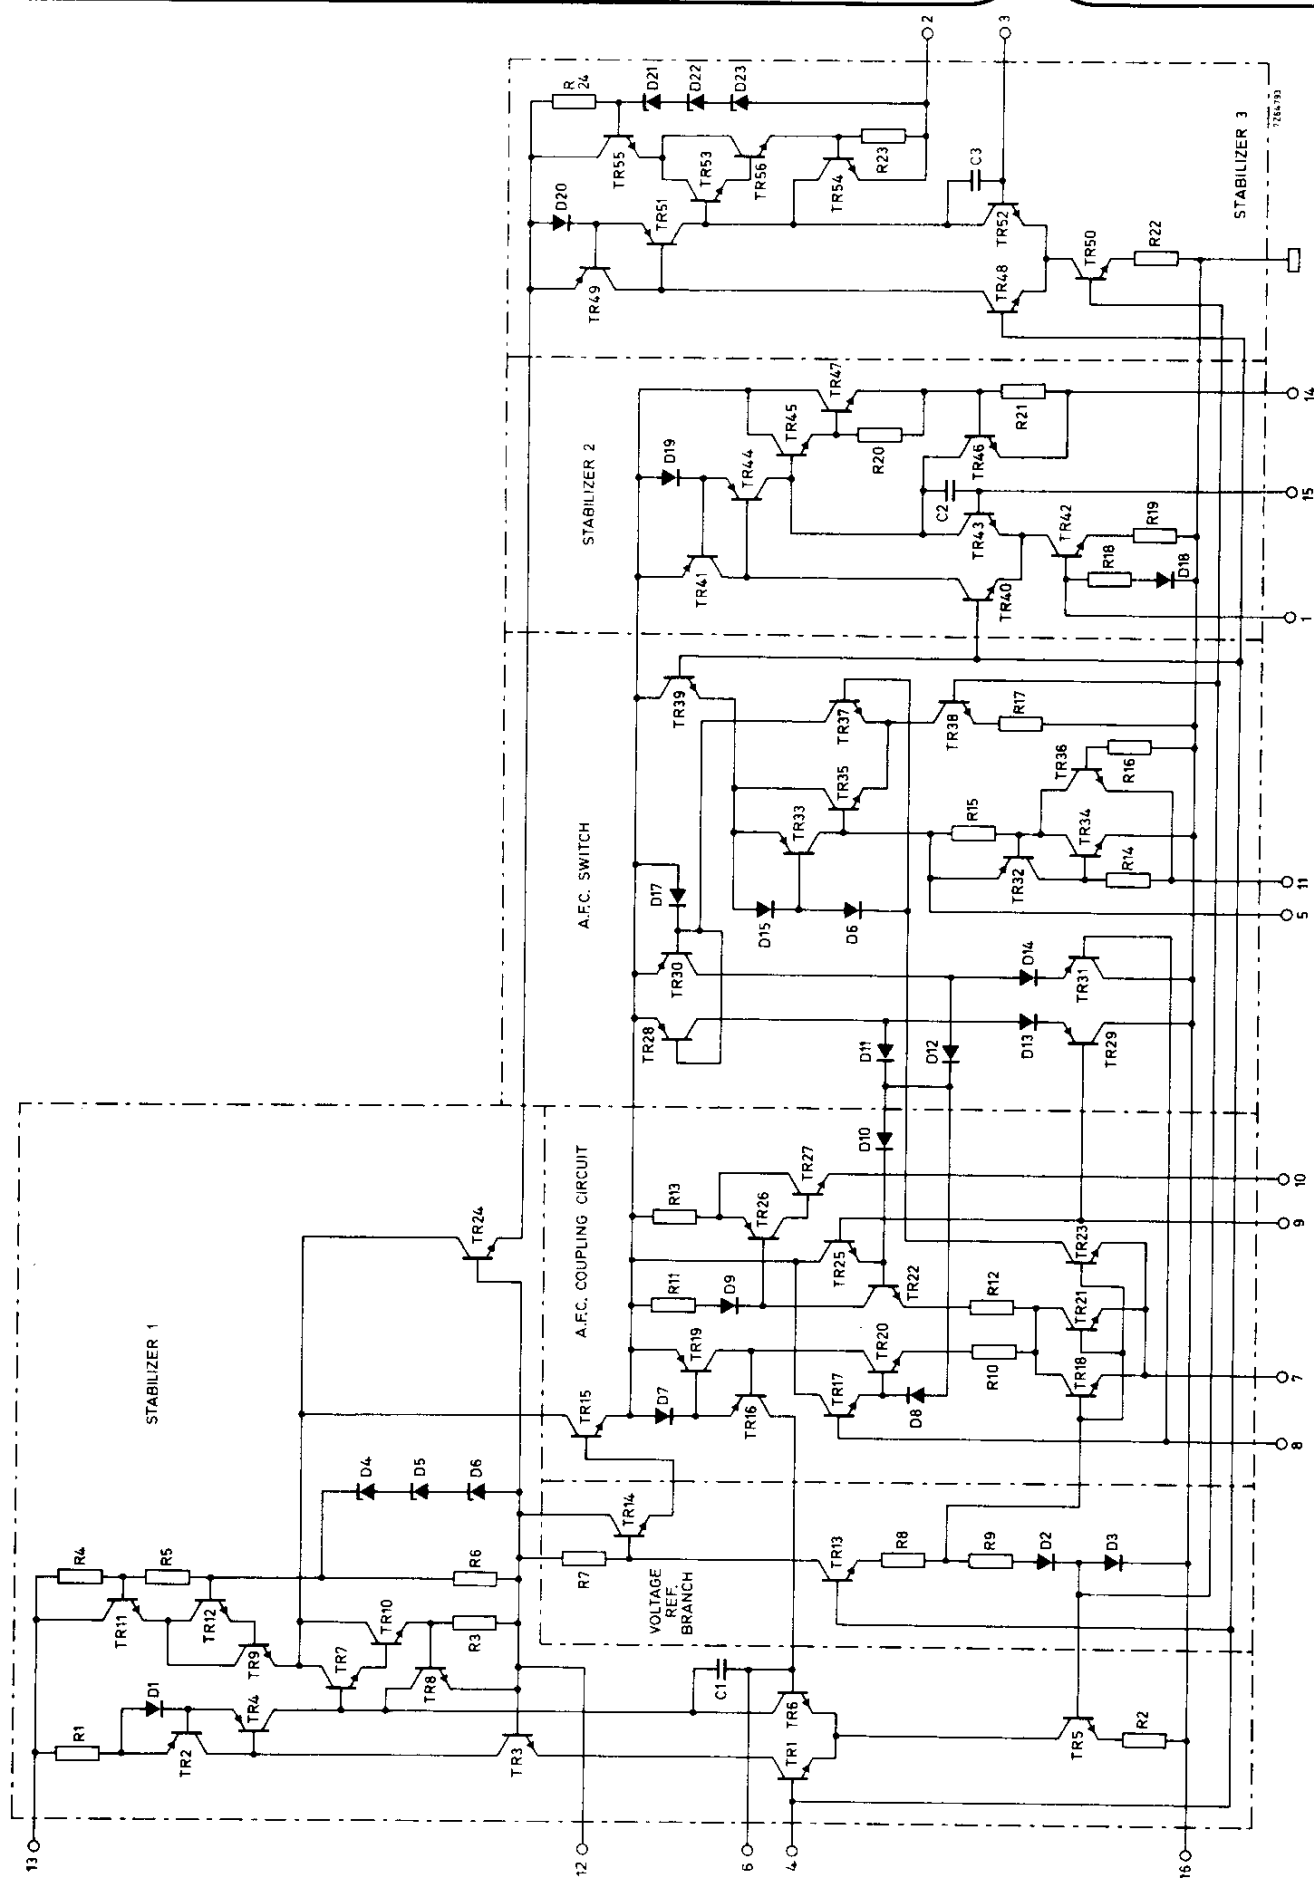 STABILIZER 1
13
R1
D1
TR2
TR4
R4
R5
TR11
TR12
TR9
TR7
TR10
TR8
R3
R6
D4
D5
D6
TR3
12
6
4
C1
TR1
TR6
TR5
R2
16
VOLTAGE
REF.
BRANCH
R7
TR14
TR13
R8
R9
D2
D3
A.F.C. COUPLING CIRCUIT
TR15
TR24
D7
TR19
TR16
R11
D9
R13
TR26
TR27
TR25
TR22
TR17
TR20
D8
D10
R10
R12
TR18
TR21
TR23
8
7
9
10
A.F.C. SWITCH
TR28
TR30
D17
D11
D12
D13
D14
TR29
TR31
D15
D6
TR33
TR35
TR37
TR39
TR38
R17
R15
TR32
TR34
TR36
R14
R16
5
11
STABILIZER 2
D19
TR41
TR44
TR45
TR47
R20
R21
TR46
C2
TR43
TR40
TR42
R18
R19
D18
1
15
14
STABILIZER 3
D20
TR49
TR51
TR53
TR55
TR56
TR54
R
24
D21
D22
D23
R23
C3
TR52
TR48
TR50
R22
2
3
7Z64793